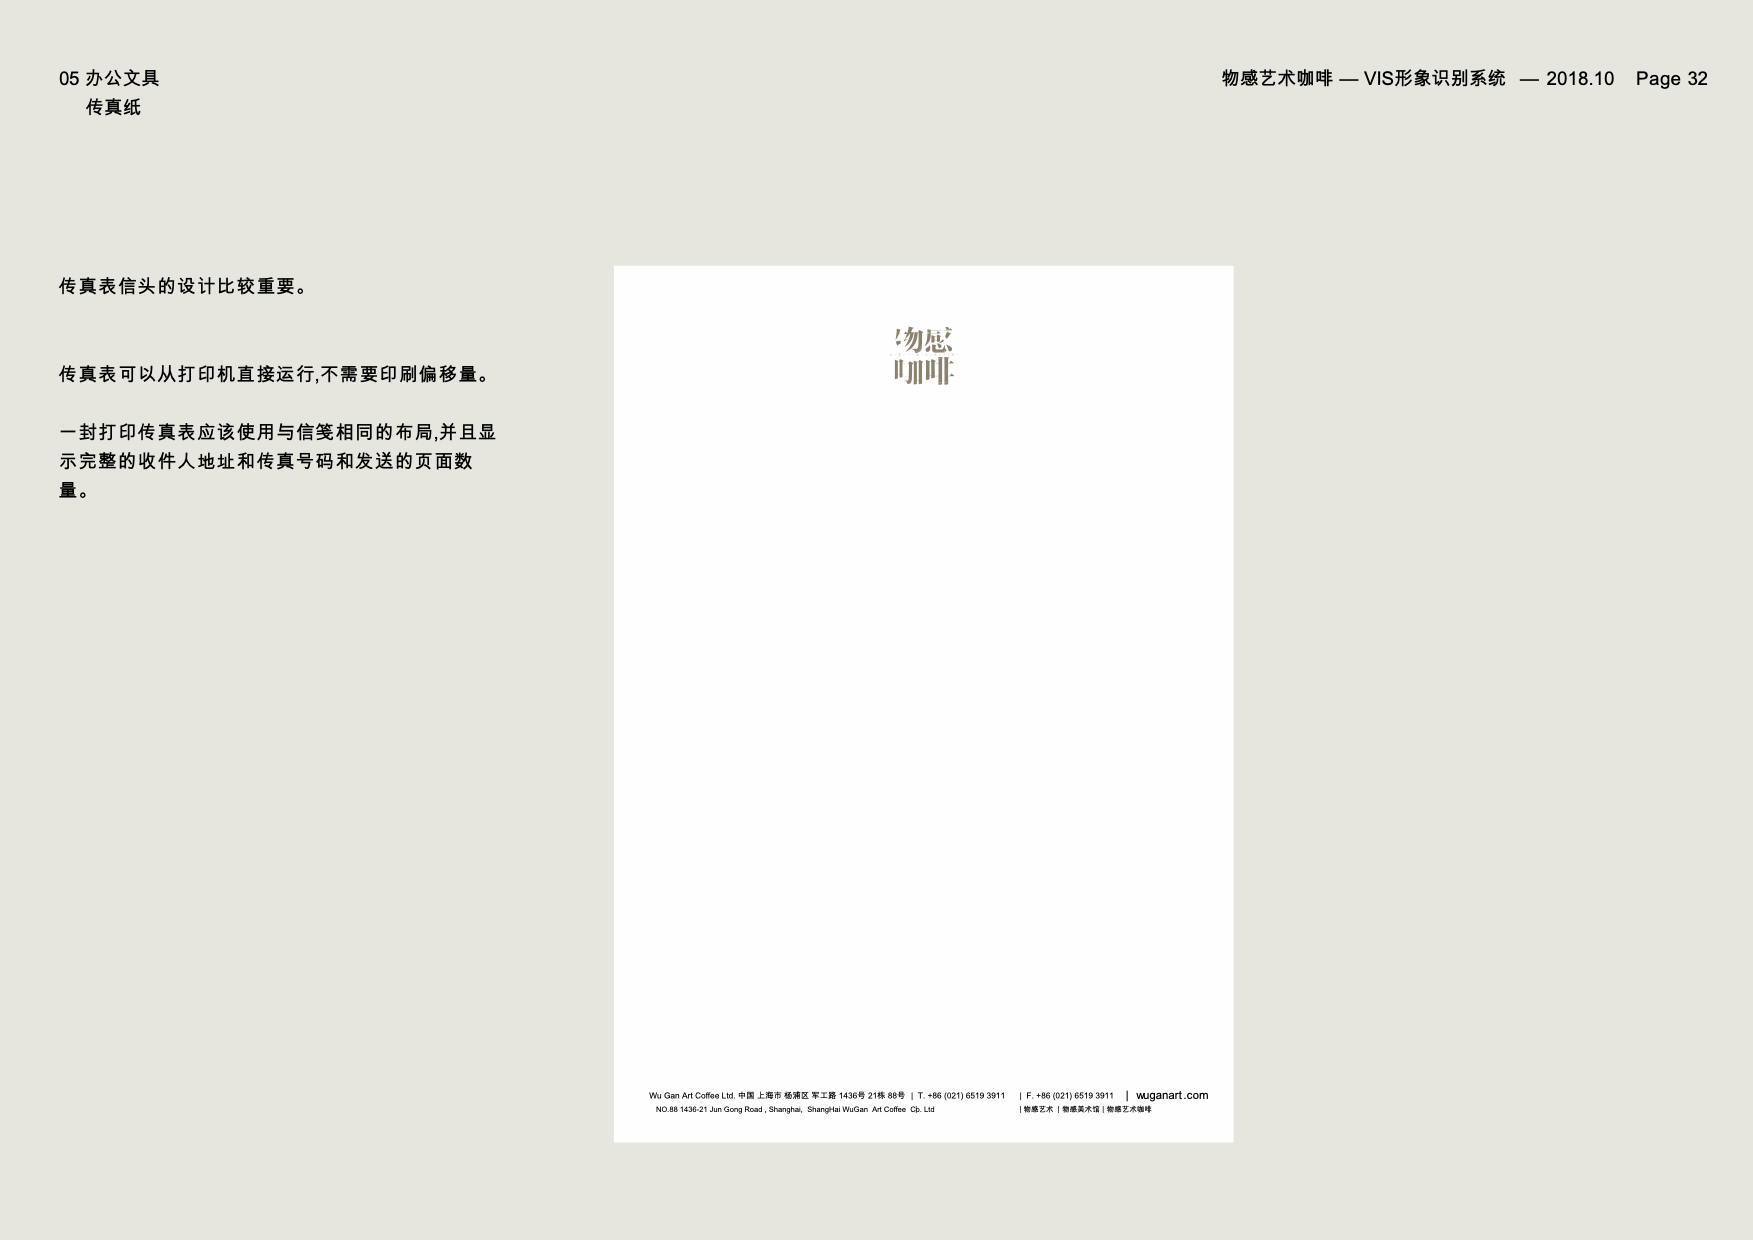 05 办公文具
传真纸
物感艺术咖啡 — VIS形象识别系统 — 2018.10 Page 32
传真表信头的设计比较重要。
传真表可以从打印机直接运行,不需要印刷偏移量。
一封打印传真表应该使用与信笺相同的布局,并且显
示完整的收件人地址和传真号码和发送的页面数
量。
物感
咖啡
Wu Gan Art Coffee Ltd. 中国 上海市 杨浦区 军工路 1436号 21栋 88号 | T. +86 (021) 6519 3911 | F. +86 (021) 6519 3911 | wuganart.com
NO.88 1436-21 Jun Gong Road , Shanghai, ShangHai WuGan Art Coffee Cp. Ltd | 物感艺术 | 物感美术馆 | 物感艺术咖啡